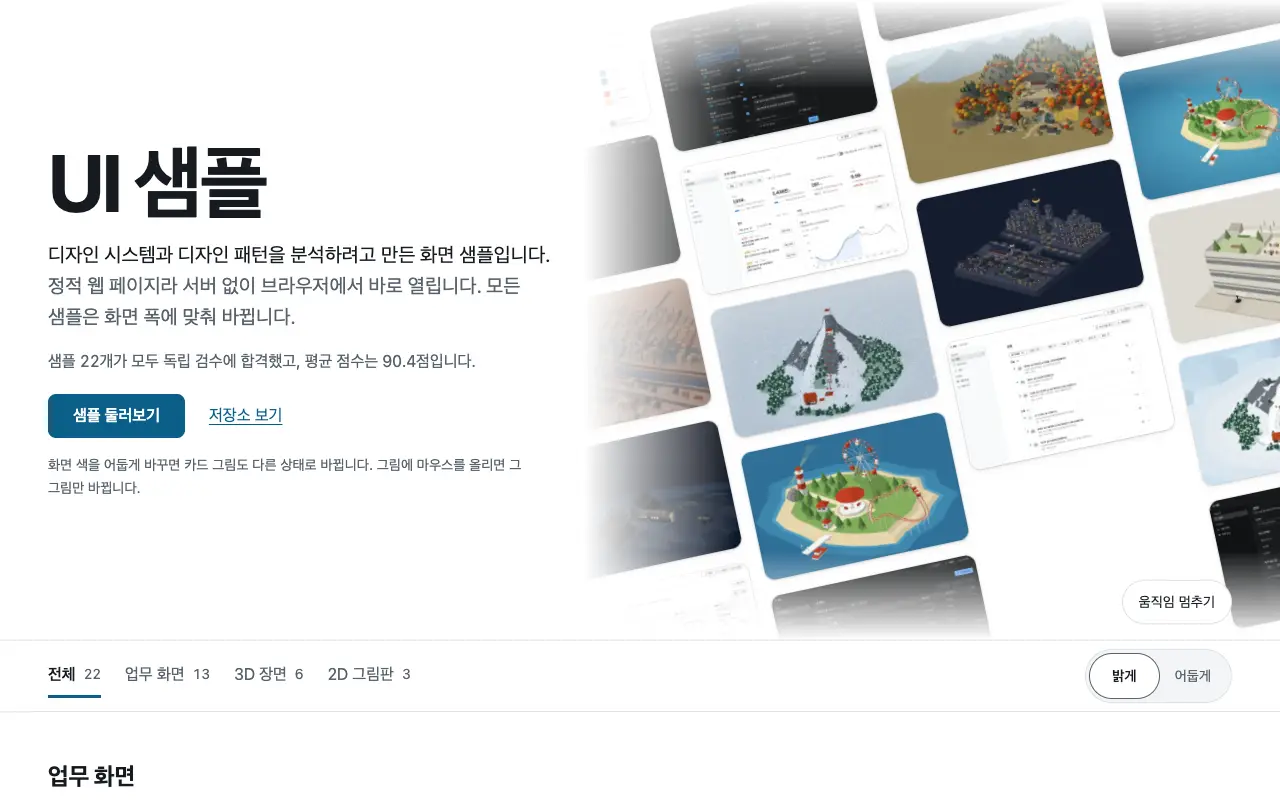 UI 샘플
디자인 시스템과 디자인 패턴을 분석하려고 만든 화면 샘플입니다.
정적 웹 페이지라 서버 없이 브라우저에서 바로 열립니다. 모든
샘플은 화면 폭에 맞춰 바뀝니다.
샘플 22개가 모두 독립 검수에 합격했고, 평균 점수는 90.4점입니다.
샘플 둘러보기 저장소 보기
화면 색을 어둡게 바꾸면 카드 그림도 다른 상태로 바뀝니다. 그림에 마우스를 올리면 그
그림만 바뀝니다.
움직임 멈추기
전체 22 업무 화면 13 3D 장면 6 2D 그림판 3
밝게 어둡게
업무 화면